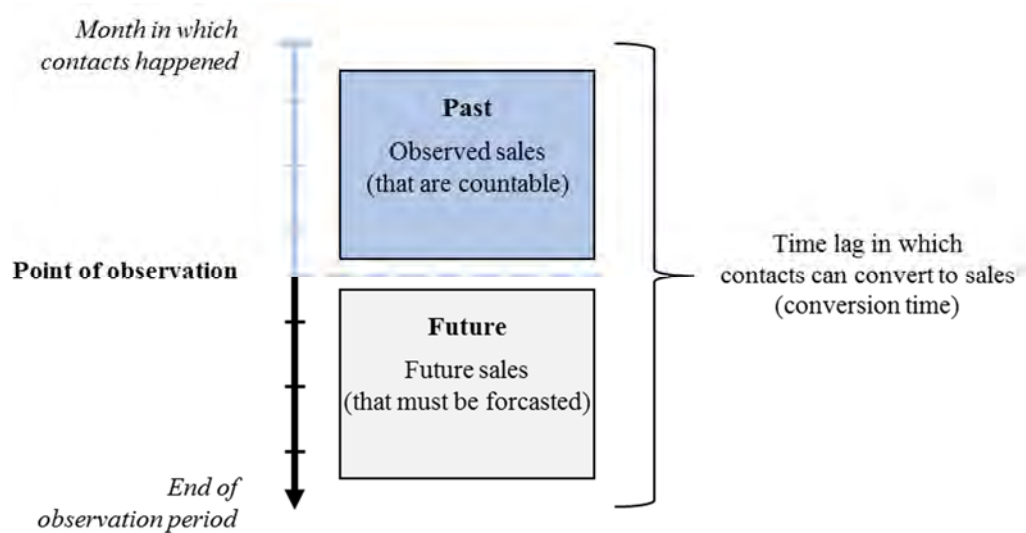 Month in which
contacts happened
Past
Observed sales
(that are countable)
Point of observation
Time lag in which
contacts can convert to sales
(conversion time)
Future
Future sales
(that must be forcasted)
End of
observation period